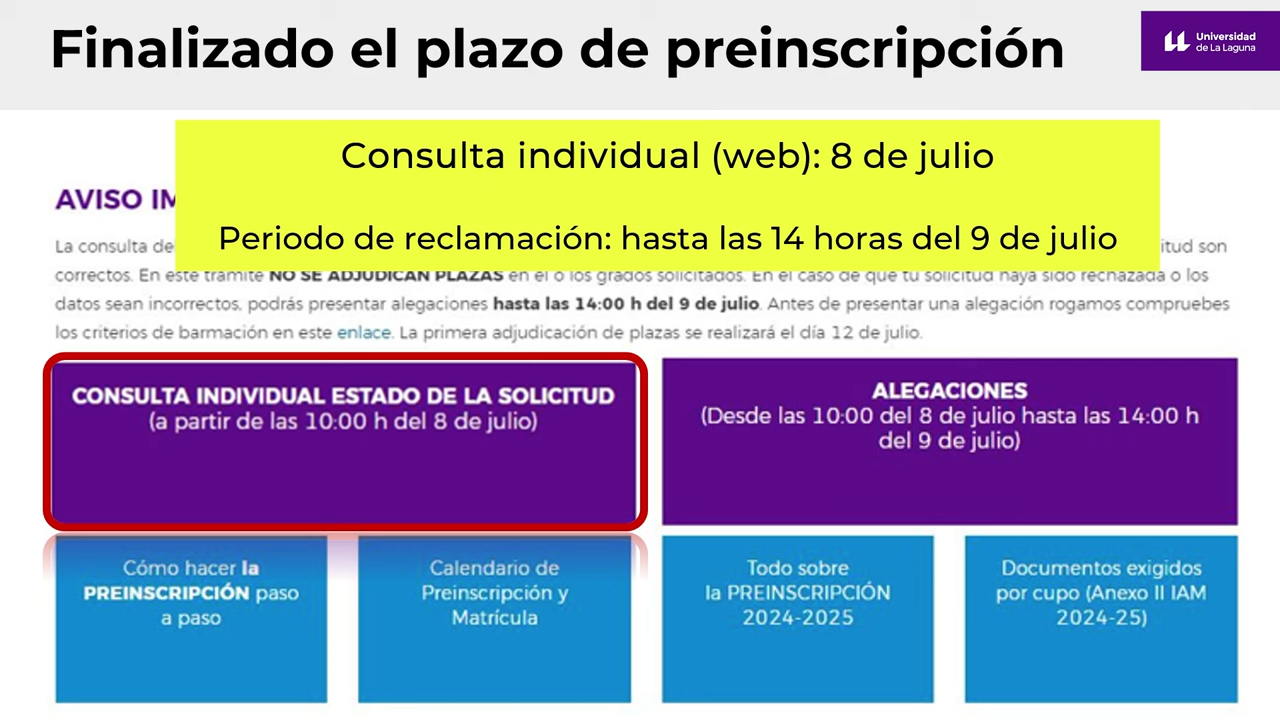 Finalizado el plazo de preinscripción
Universidad
de La Laguna
Consulta individual (web): 8 de julio
Periodo de reclamación: hasta las 14 horas del 9 de julio
AVISO
La consulta son
correctos. En este trámite NO SE ADJUDICAN PLAZAS en el o los grados solicitados. En el caso de que tu solicitud haya sido rechazada o los
datos sean incorrectos, podrás presentar alegaciones hasta las 14:00 h del 9 de julio. Antes de presentar una alegación rogamos compruebes
los criterios de barmación en este enlace. La primera adjudicación de plazas se realizará el día 12 de julio.
CONSULTA INDIVIDUAL ESTADO DE LA SOLICITUD
(a partir de las 10:00 h del 8 de julio)
ALEGACIONES
(Desde las 10:00 del 8 de julio hasta las 14:00 h
del 9 de julio)
Cómo hacer la
PREINSCRIPCIÓN paso
a paso
Calendario de
Preinscripción y
Matrícula
Todo sobre
la PREINSCRIPCIÓN
2024-2025
Documentos exigidos
por cupo (Anexo II IAM
2024-25)